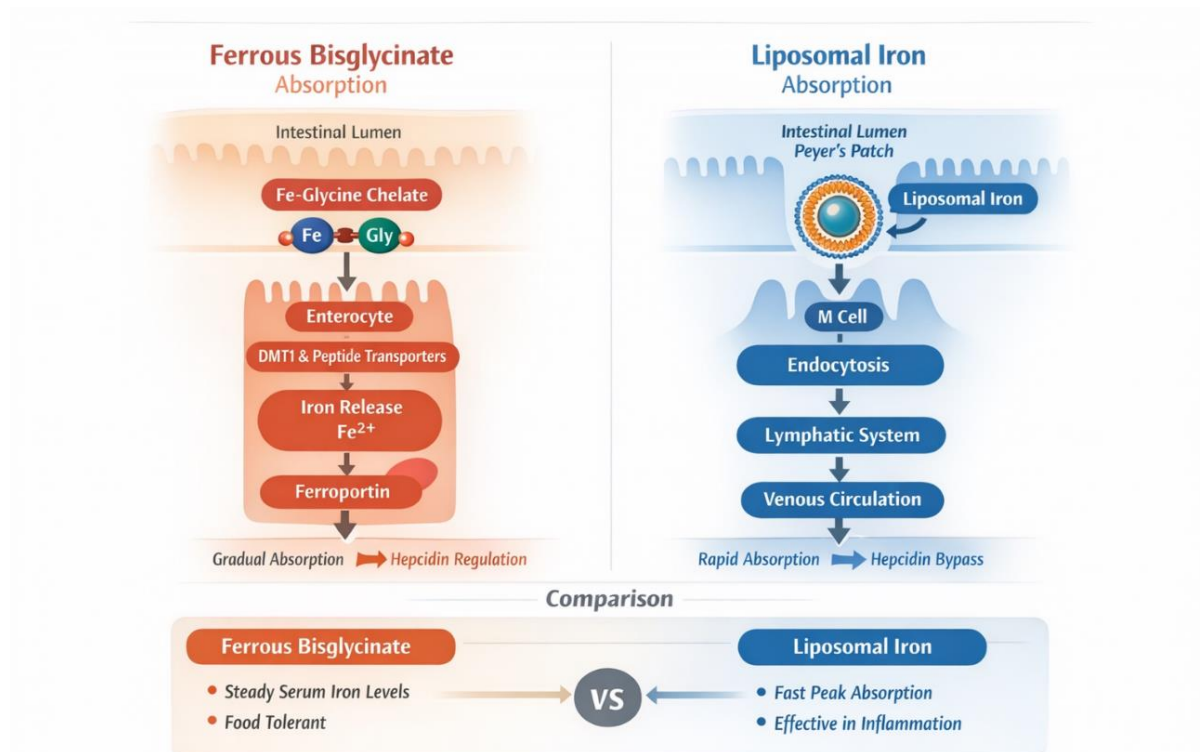 Ferrous Bisglycinate
Absorption
Intestinal Lumen
Fe-Glycine Chelate
Fe
Gly
Enterocyte
DMT1 & Peptide Transporters
Iron Release
Fe²⁺
Ferroportin
Gradual Absorption
Hepcidin Regulation
Liposomal Iron
Absorption
Intestinal Lumen
Peyer's Patch
Liposomal Iron
M Cell
Endocytosis
Lymphatic System
Venous Circulation
Rapid Absorption
Hepcidin Bypass
Comparison
Ferrous Bisglycinate
• Steady Serum Iron Levels
• Food Tolerant
VS
Liposomal Iron
• Fast Peak Absorption
• Effective in Inflammation